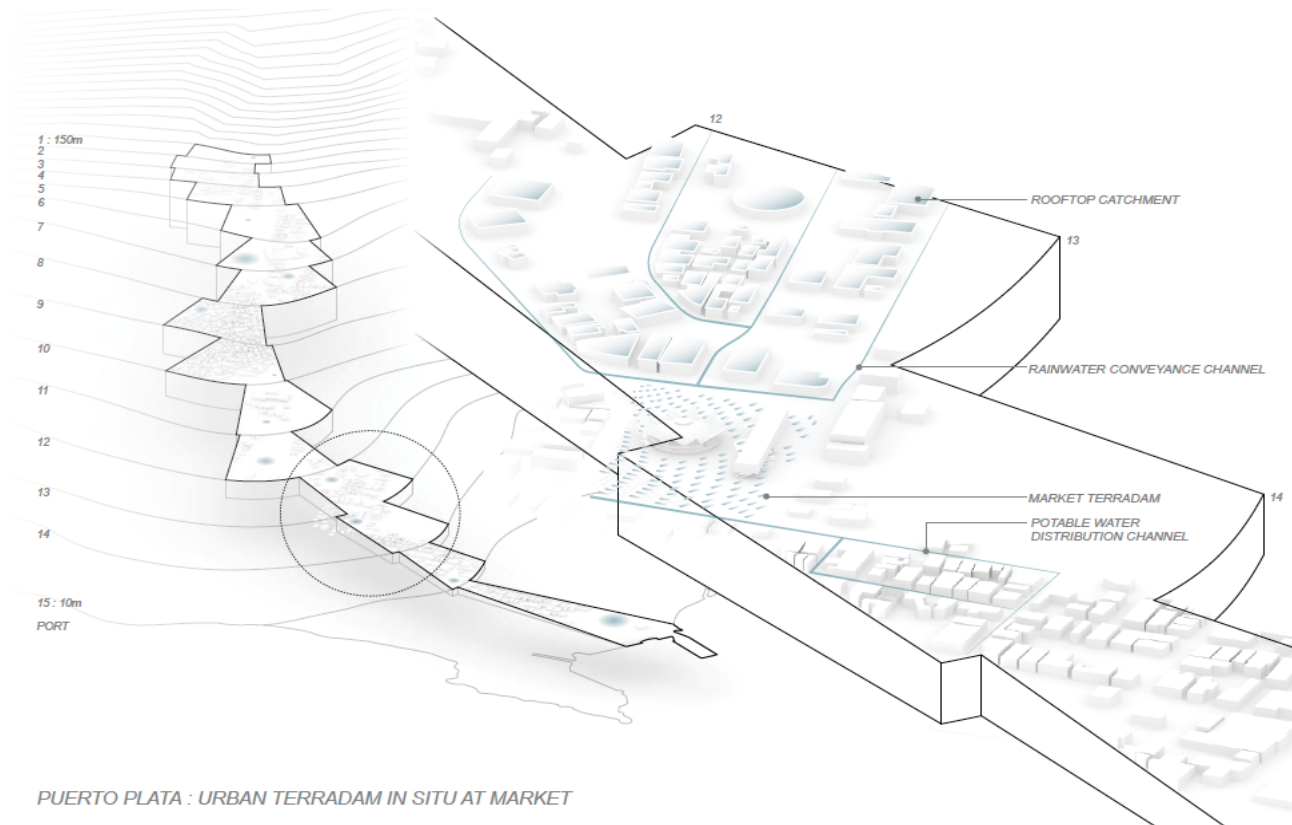 1 : 150m
2
3
4
5
6
7
8
9
10
11
12
13
14
15 : 10m
PORT
12
ROOFTOP CATCHMENT
13
RAINWATER CONVEYANCE CHANNEL
MARKET TERRADAM
14
POTABLE WATER
DISTRIBUTION CHANNEL
PUERTO PLATA : URBAN TERRADAM IN SITU AT MARKET